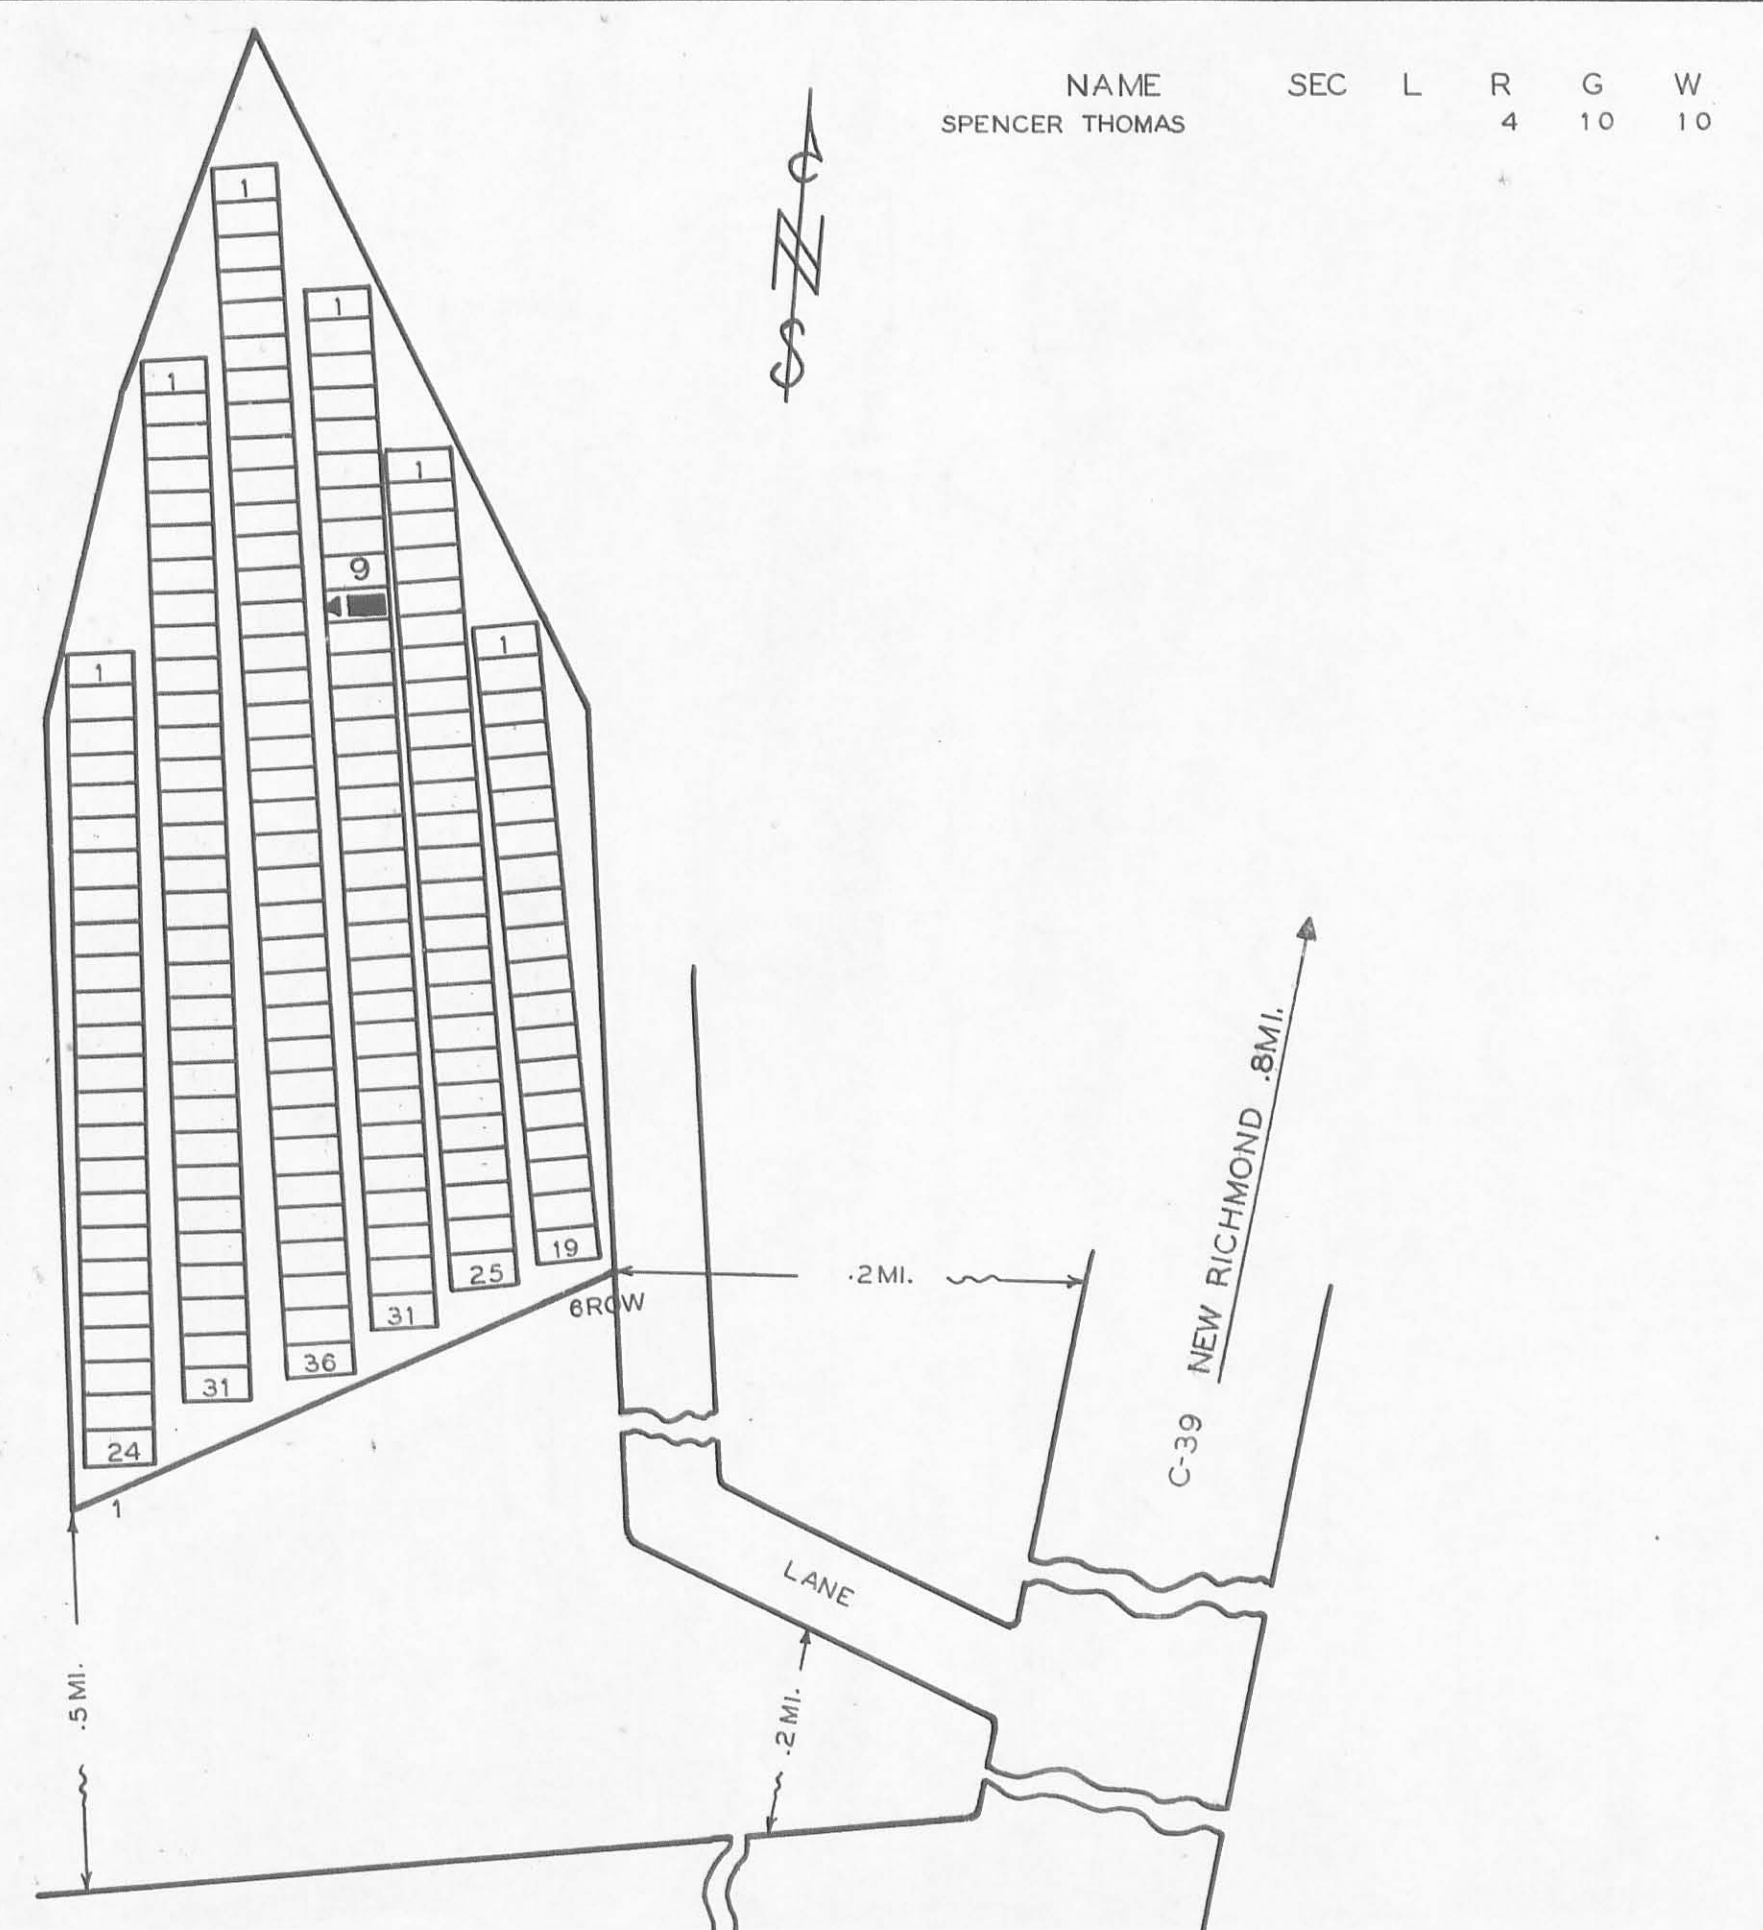 NAME SEC L R G W
SPENCER THOMAS 4 10 10
N
S
1
1
1
1
9
1
1
19
25
31
36
31
24
6ROW
1
.2MI.
C-39 NEW RICHMOND .8MI.
LANE
.5MI.
.2MI.